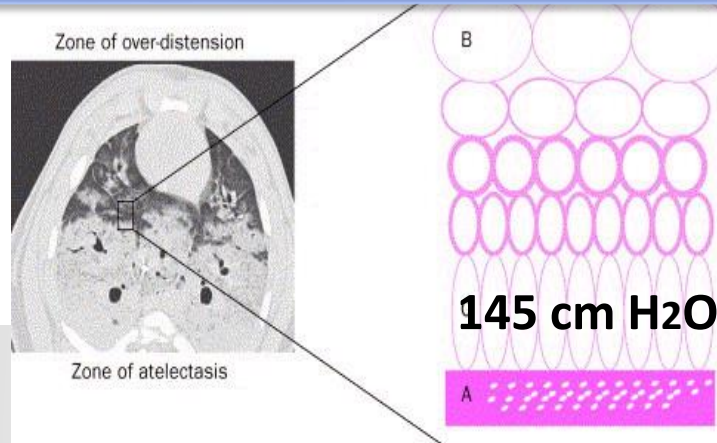 Zone of over-distension
B
145 cm H2O
A
Zone of atelectasis